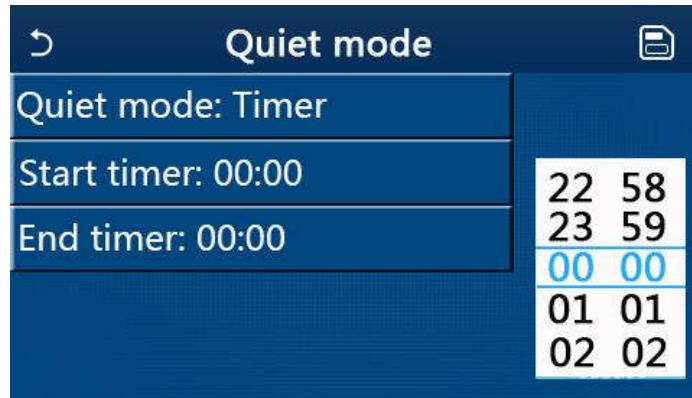 Quiet mode
Quiet mode: Timer
Start timer: 00:00
End timer: 00:00
22 58
23 59
00 00
01 01
02 02